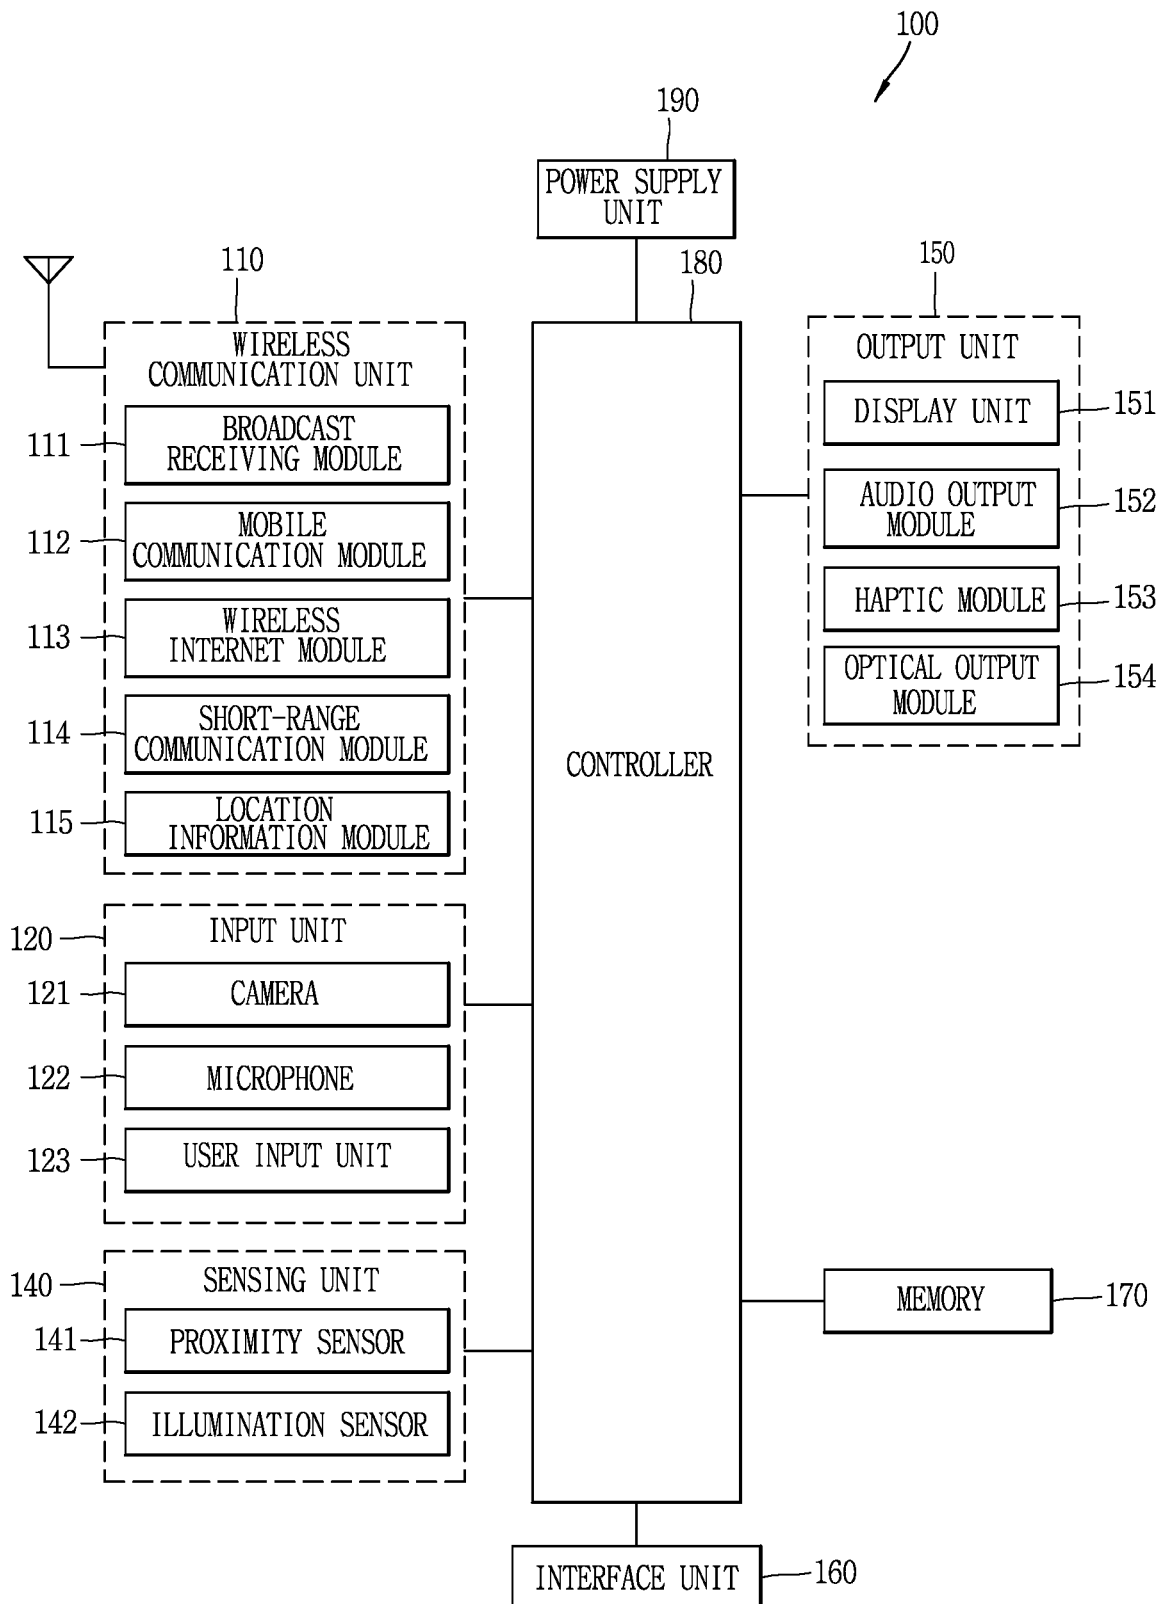 100
190
POWER SUPPLY
UNIT
110
180
150
WIRELESS
COMMUNICATION UNIT
111
BROADCAST
RECEIVING MODULE
112
MOBILE
COMMUNICATION MODULE
113
WIRELESS
INTERNET MODULE
114
SHORT-RANGE
COMMUNICATION MODULE
115
LOCATION
INFORMATION MODULE
120
INPUT UNIT
121
CAMERA
122
MICROPHONE
123
USER INPUT UNIT
140
SENSING UNIT
141
PROXIMITY SENSOR
142
ILLUMINATION SENSOR
CONTROLLER
OUTPUT UNIT
DISPLAY UNIT
151
AUDIO OUTPUT
MODULE
152
HAPTIC MODULE
153
OPTICAL OUTPUT
MODULE
154
MEMORY
170
INTERFACE UNIT
160